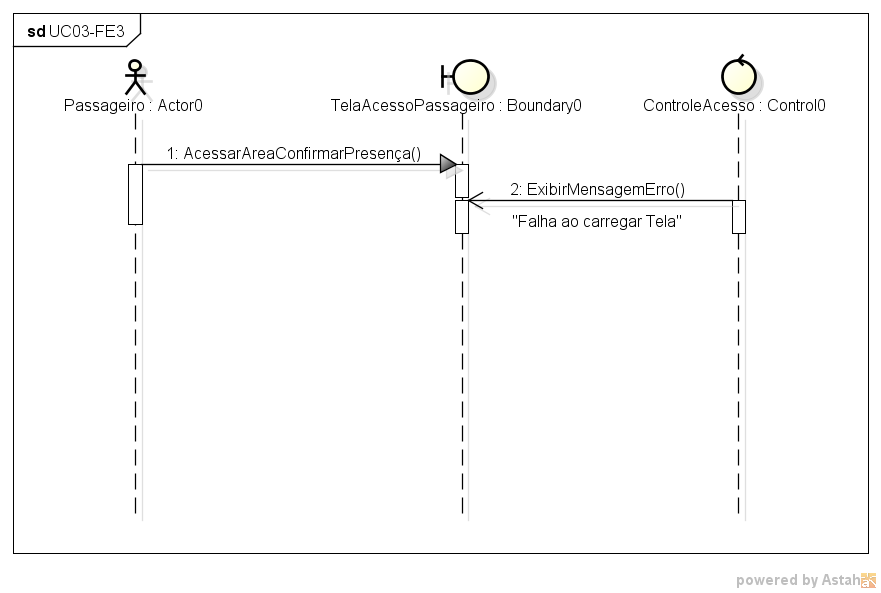 sd UC03-FE3
Passageiro : Actor0
TelaAcessoPassageiro : Boundary0
ControleAcesso : Control0
1: AcessarAreaConfirmarPresença()
2: ExibirMensagemErro()
"Falha ao carregar Tela"
powered by Astah